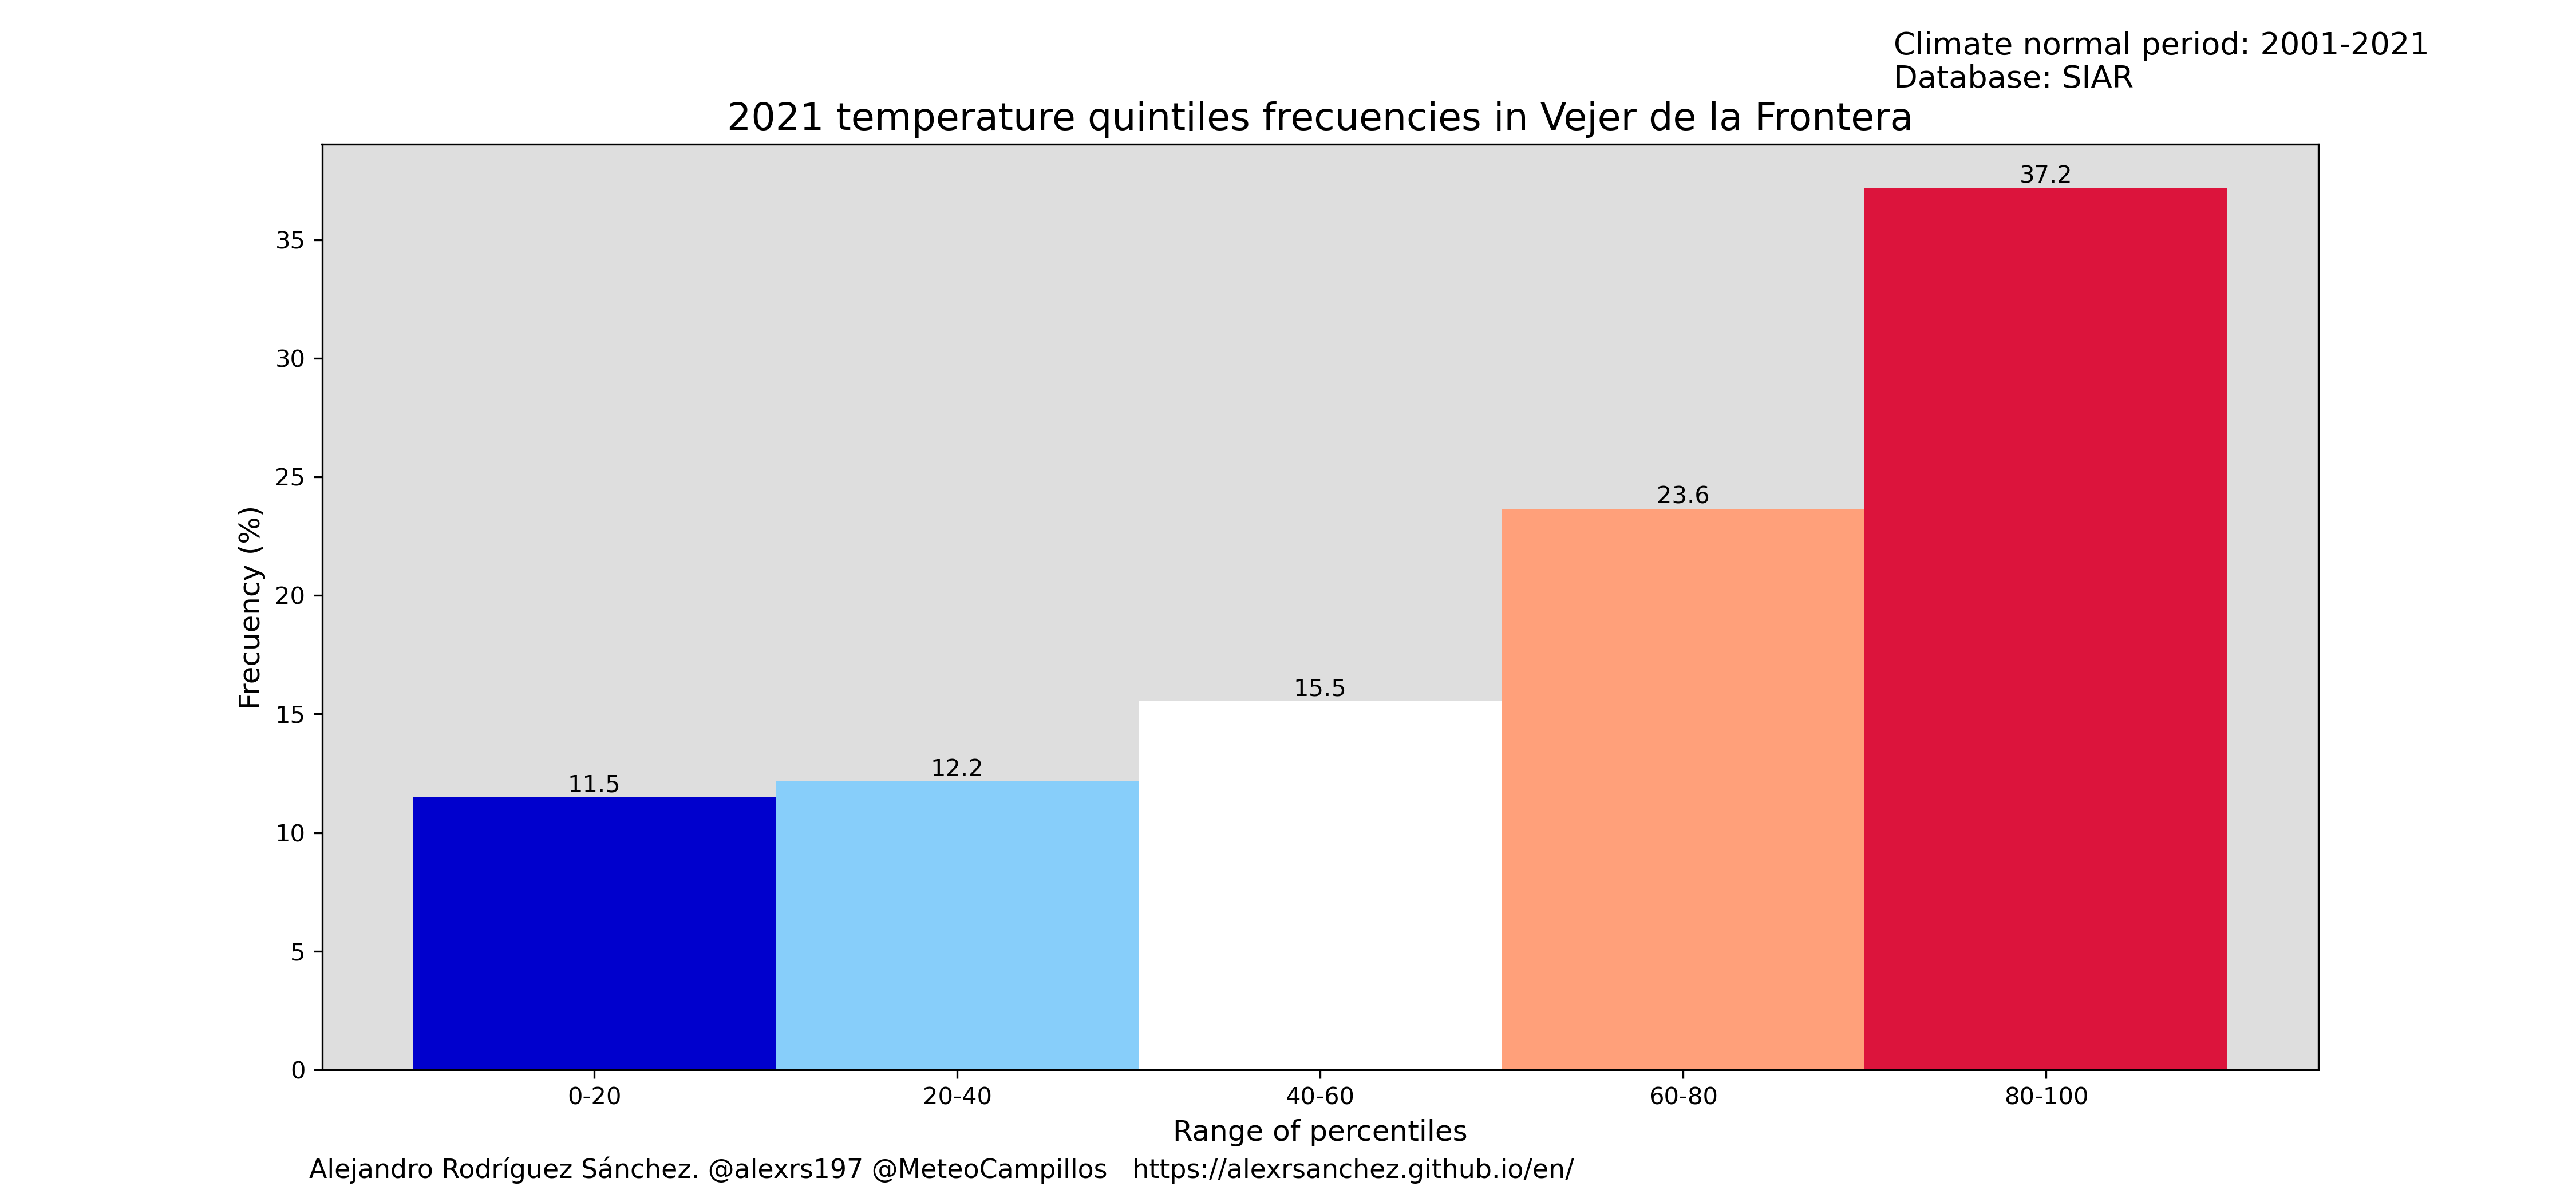 Climate normal period: 2001-2021
Database: SIAR
2021 temperature quintiles frecuencies in Vejer de la Frontera
37.2
35
30
25
23.6
20
15.5
15
12.2
11.5
10
5
0
Frecuency (%)
0-20 20-40 40-60 60-80 80-100
Range of percentiles
Alejandro Rodríguez Sánchez. @alexrs197 @MeteoCampillos https://alexrsanchez.github.io/en/